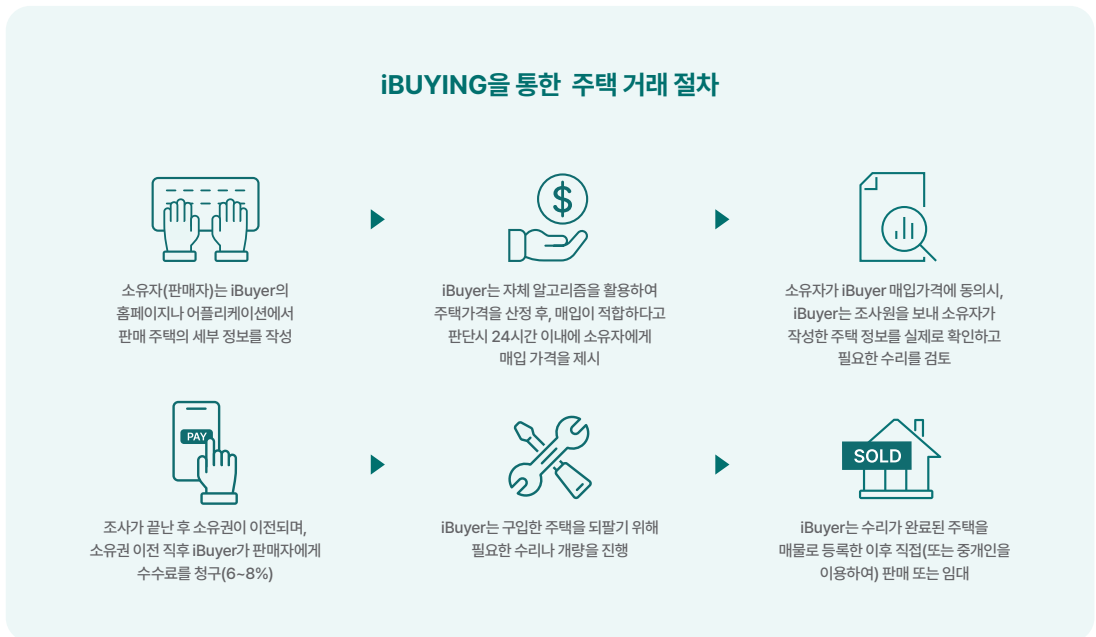 iBUYING을 통한 주택 거래 절차
$
소유자(판매자)는 iBuyer의
홈페이지나 어플리케이션에서
판매 주택의 세부 정보를 작성
iBuyer는 자체 알고리즘을 활용하여
주택가격을 산정 후, 매입이 적합하다고
판단시 24시간 이내에 소유자에게
매입 가격을 제시
소유자가 iBuyer 매입가격에 동의시,
iBuyer는 조사원을 보내 소유자가
작성한 주택 정보를 실제로 확인하고
필요한 수리를 검토
PAY
조사가 끝난 후 소유권이 이전되며,
소유권 이전 직후 iBuyer가 판매자에게
수수료를 청구(6~8%)
iBuyer는 구입한 주택을 되팔기 위해
필요한 수리나 개량을 진행
SOLD
iBuyer는 수리가 완료된 주택을
매물로 등록한 이후 직접(또는 중개인을
이용하여) 판매 또는 임대